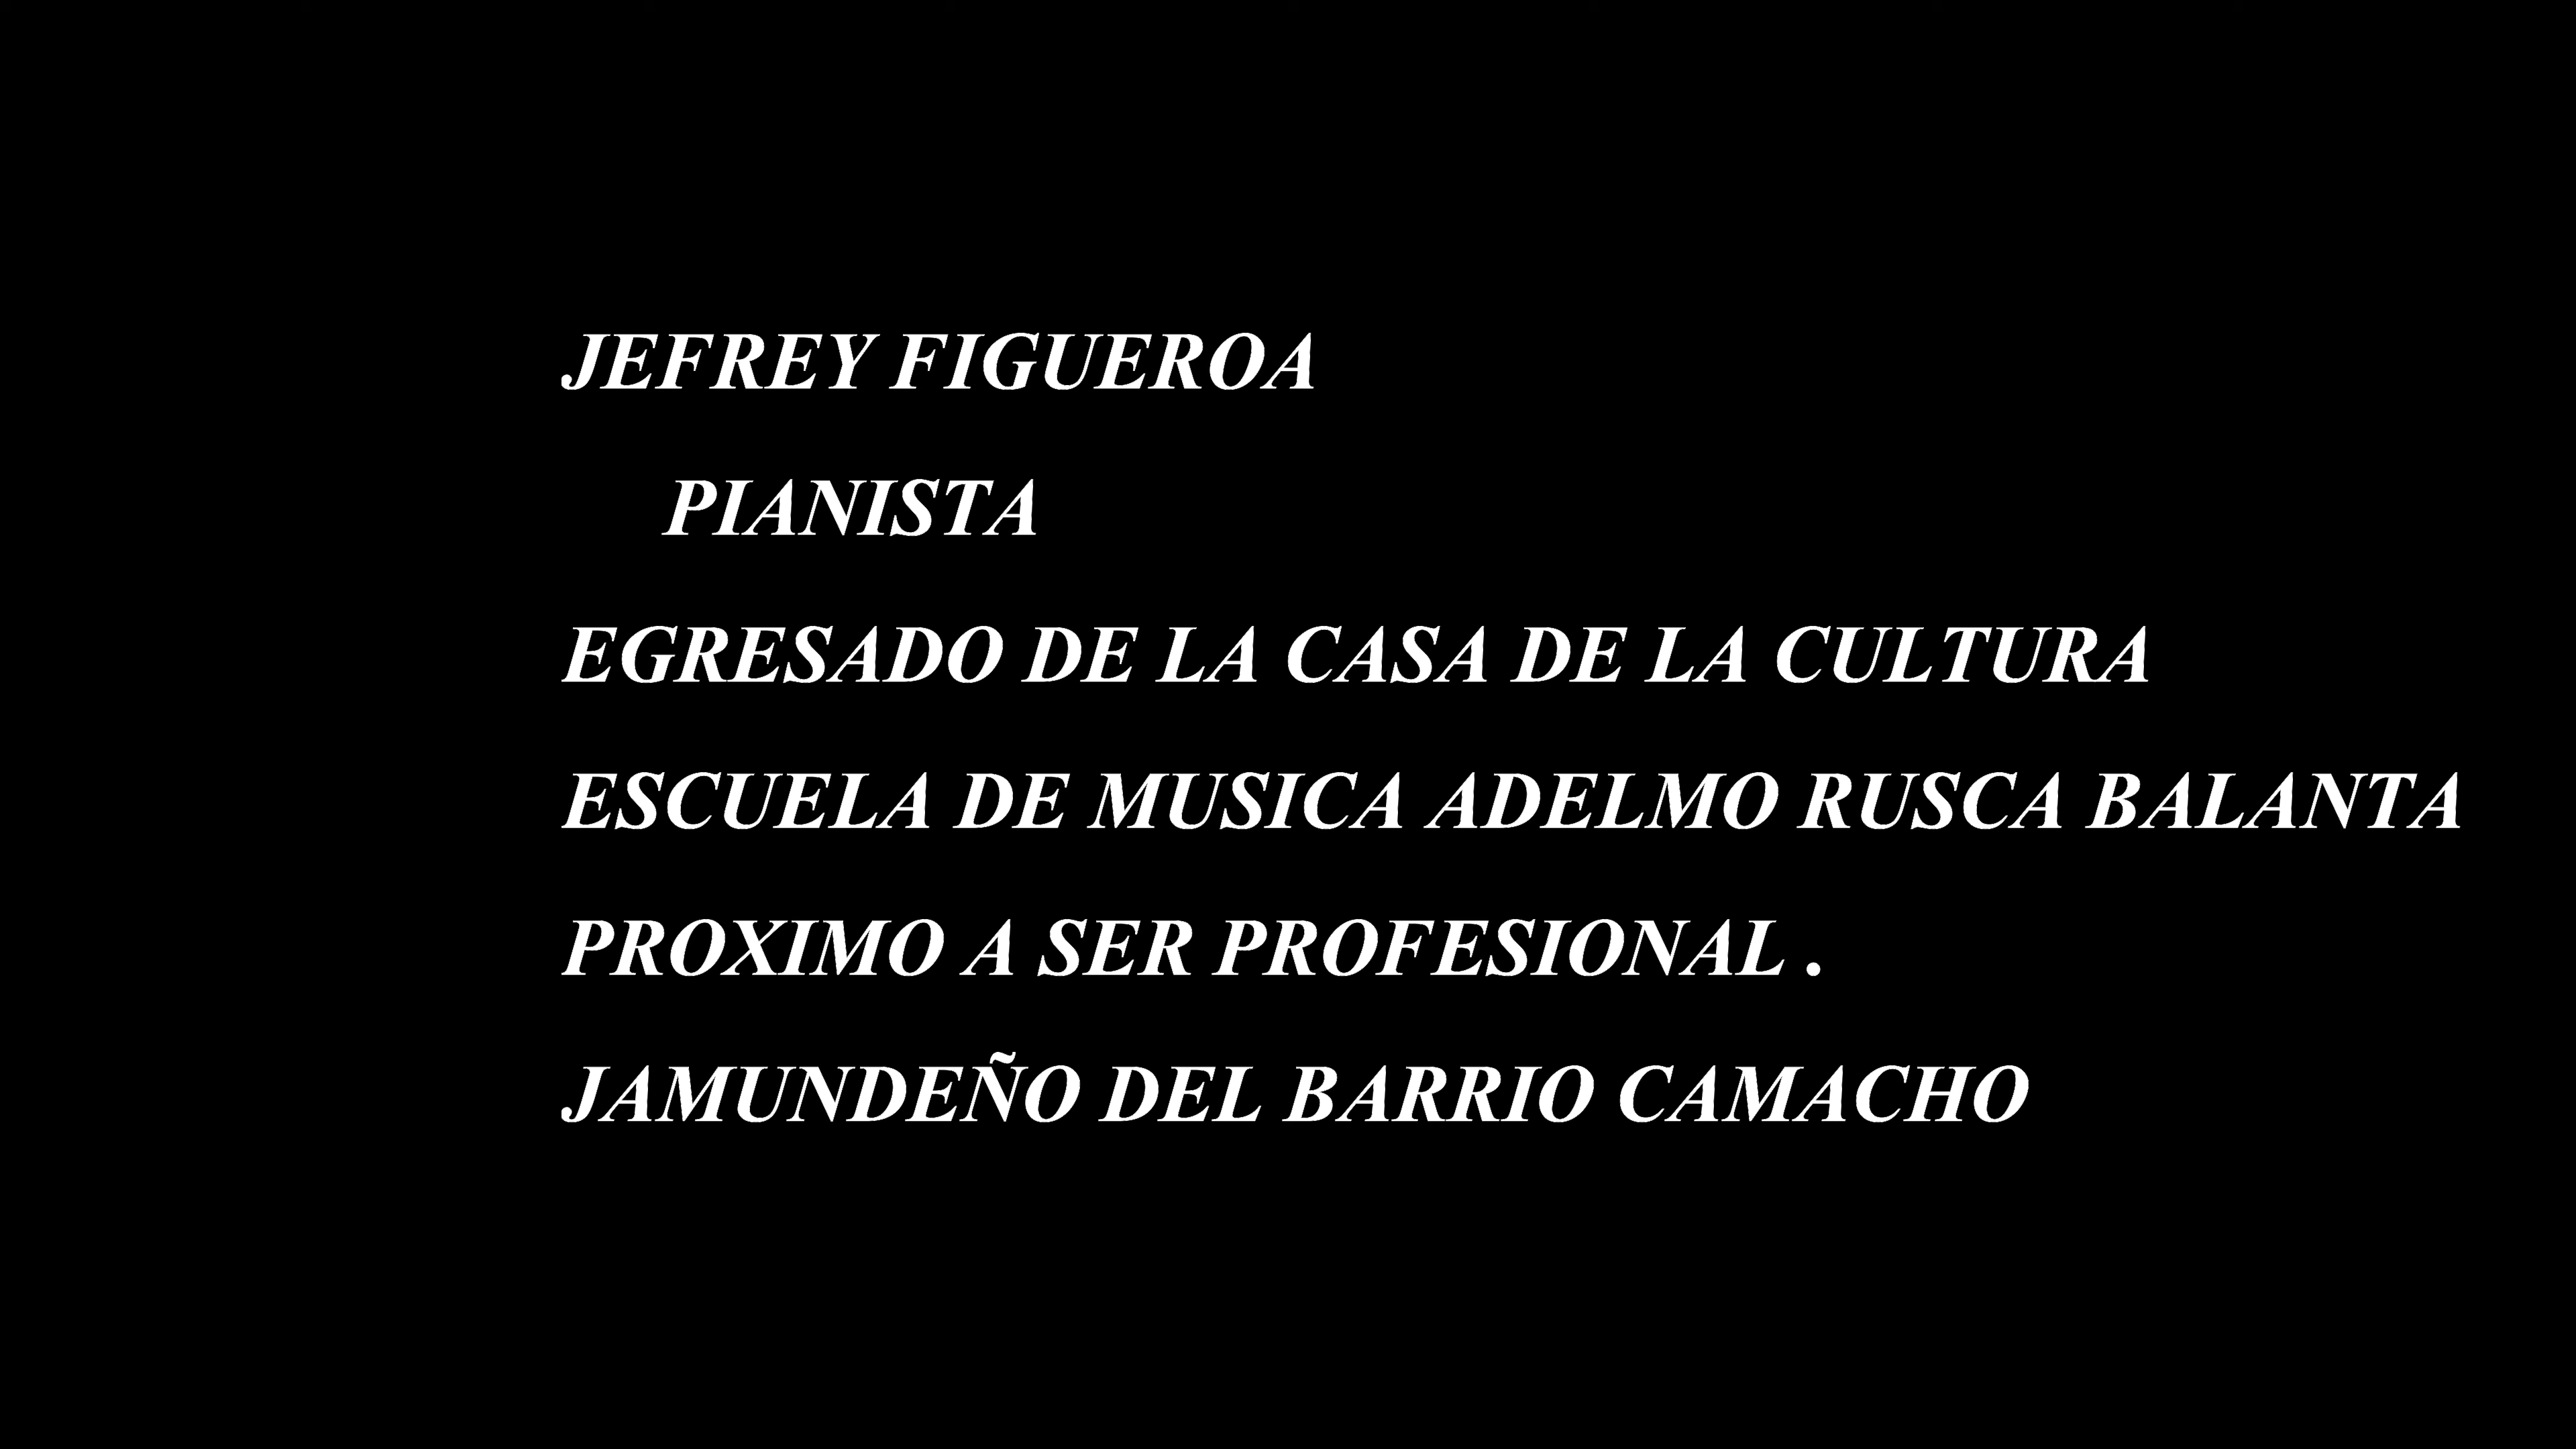 JEFREY FIGUEROA
PIANISTA
EGRESADO DE LA CASA DE LA CULTURA
ESCUELA DE MUSICA ADELMO RUSCA BALANTA
PROXIMO A SER PROFESIONAL .
JAMUNDEÑO DEL BARRIO CAMACHO